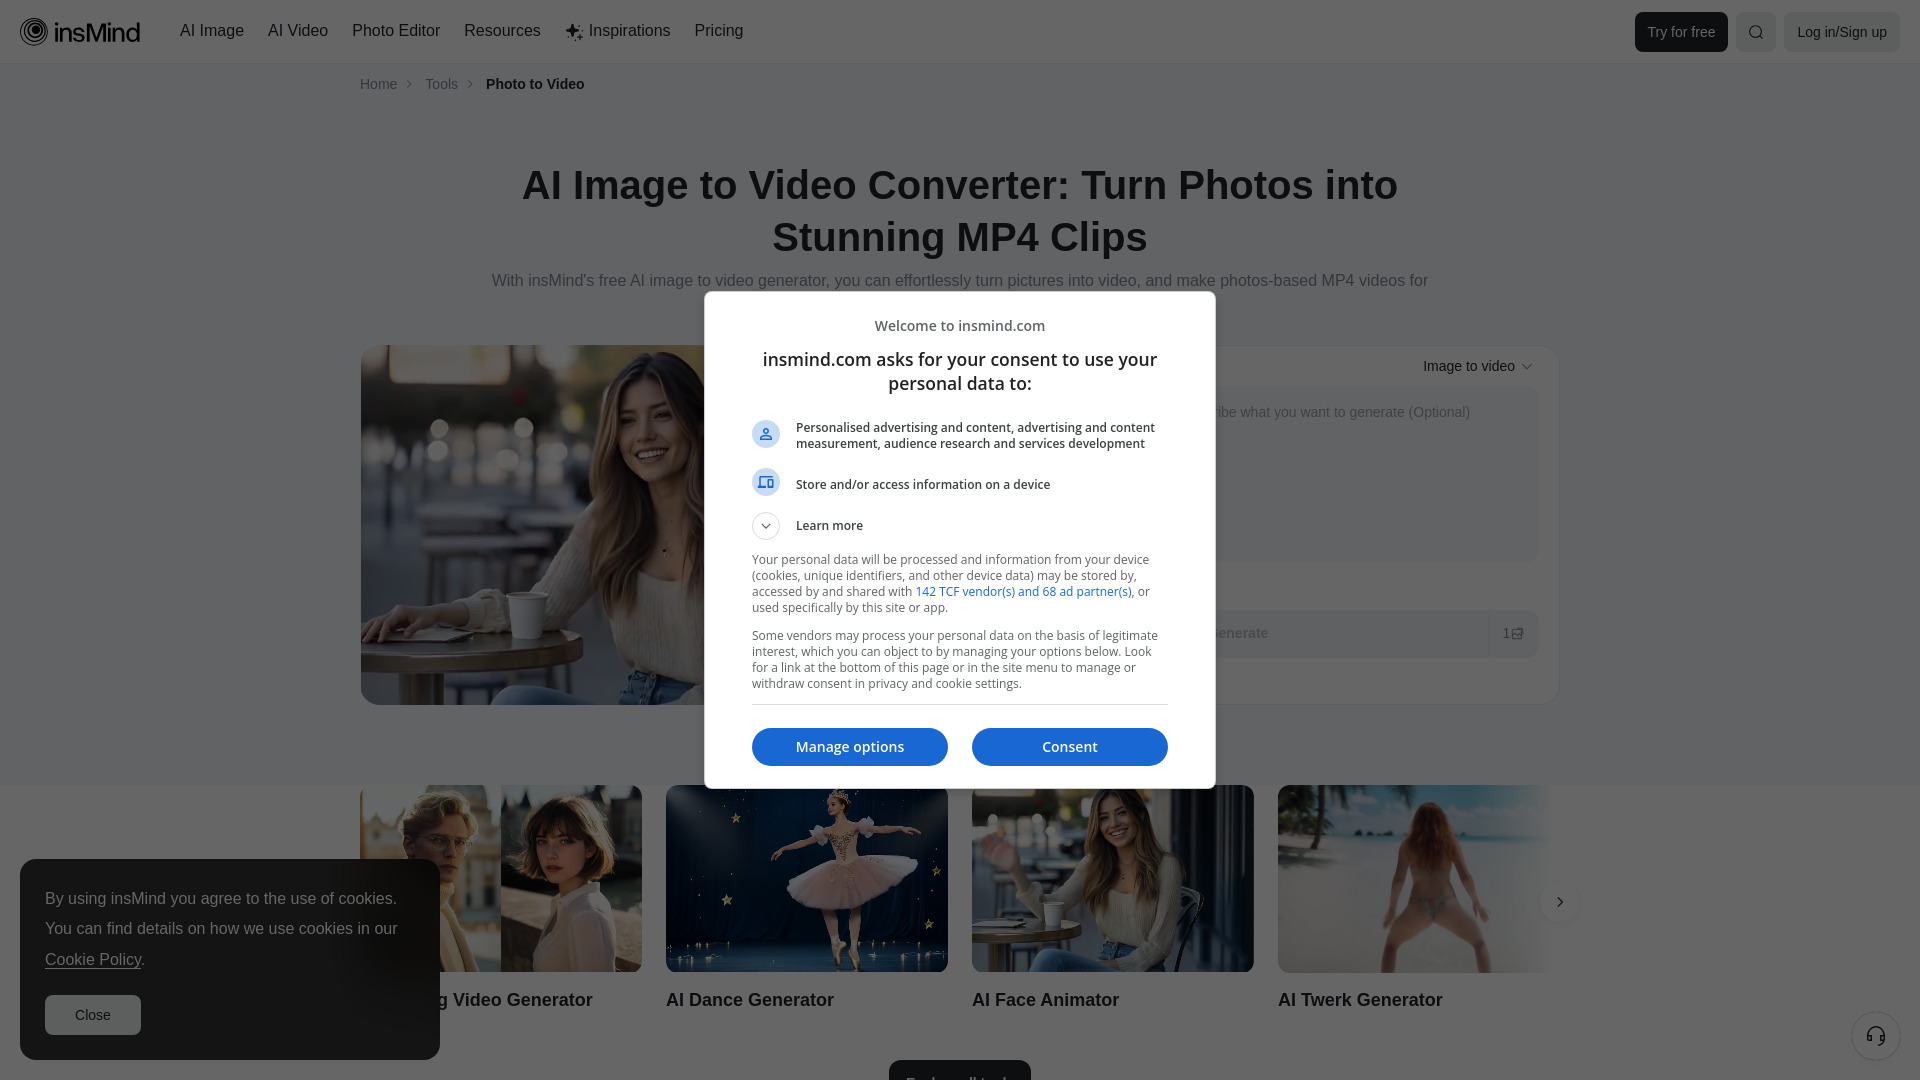 insMind
AI Image
AI Video
Photo Editor
Resources
Inspirations
Pricing
Try for free
Log in/Sign up
Home
Tools
Photo to Video
AI Image to Video Converter: Turn Photos into
Stunning MP4 Clips
With insMind's free AI image to video generator, you can effortlessly turn pictures into video, and make photos-based MP4 videos for
Welcome to insmind.com
insmind.com asks for your consent to use your
personal data to:
Personalised advertising and content, advertising and content
measurement, audience research and services development
Store and/or access information on a device
Learn more
Your personal data will be processed and information from your device
(cookies, unique identifiers, and other device data) may be stored by,
accessed by and shared with 142 TCF vendor(s) and 68 ad partner(s), or
used specifically by this site or app.
Some vendors may process your personal data on the basis of legitimate
interest, which you can object to by managing your options below. Look
for a link at the bottom of this page or in the site menu to manage or
withdraw consent in privacy and cookie settings.
Manage options
Consent
Image to video
what you want to generate (Optional)
1
Video Generator
AI Dance Generator
AI Face Animator
AI Twerk Generator
By using insMind you agree to the use of cookies.
You can find details on how we use cookies in our
Cookie Policy.
Close